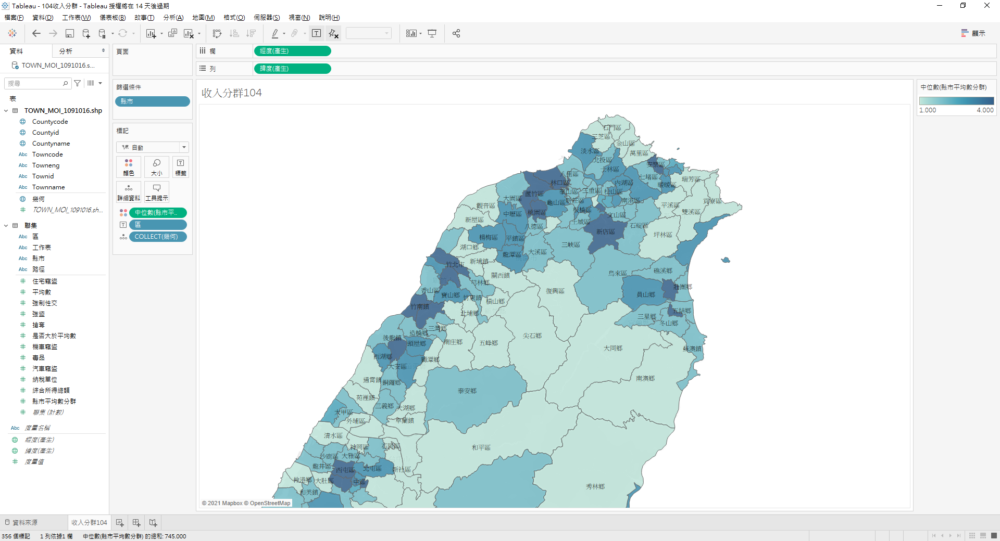 Tableau - 104收入分群 - Tableau 授權將在 14 天後過期
檔案(F) 資料(D) 工作表(W) 儀表板(B) 故事(T) 分析(A) 地圖(M) 格式(O) 伺服器(S) 視窗(N) 說明(H)
顯示
資料 分析
TOWN_MOI_1091016.s...
搜尋
表
TOWN_MOI_1091016.shp
Countycode
Countyid
Countyname
Abc Towncode
Abc Towneng
Abc Townid
Abc Townname
幾何
TOWN_MOI_1091016.sh...
聯集
Abc 區
Abc 工作表
Abc 縣市
Abc 路徑
住宅竊盜
平均數
強制性交
強盜
搶奪
是否大於平均數
機車竊盜
毒品
汽車竊盜
納稅單位
綜合所得總額
縣市平均數分群
聯集 (計數)
Abc 度量名稱
經度(產生)
緯度(產生)
度量值
頁面
篩選條件
縣市
標記
自動
顏色 大小 標籤
詳細資料 工具提示
中位數(縣市平..
區
COLLECT(幾何)
欄 經度(產生)
列 緯度(產生)
收入分群104
石門區
三芝區
金山區
淡水區
萬里區
北投區
安樂區
士林區
八里區
七堵區
瑞芳區
林口區
內湖區
暖暖區
蘆竹區
泰山區
三重區
松山區
大園區
龜山區
新莊區
南港區
貢寮區
觀音區
平溪區
桃園區
板橋區
雙溪區
中壢區
文山區
新屋區
土城區
八德區
石碇區
新店區
坪林區
楊梅區
平鎮區
三峽區
湖口鄉
大溪區
龍潭區
新埔鎮
竹北市
礁溪鄉
烏來區
關西鎮
芎林鄉
壯圍鄉
香山區
復興區
員山鄉
寶山鄉
竹東鎮
橫山鄉
竹南鎮
五結鄉
北埔鄉
三星鄉
冬山鄉
三灣鄉
造橋鄉
尖石鄉
後龍鎮
南庄鄉
五峰鄉
頭屋鄉
大同鄉
蘇澳鎮
西湖鄉
獅潭鄉
大安區
南澳鄉
通霄鎮
銅鑼鄉
泰安鄉
苑裡鎮
三義鄉
大湖鄉
大甲區
外埔區
卓蘭鎮
清水區
神岡區
石岡區
和平區
沙鹿區
大雅區
龍井區
西屯區
北屯區
新社區
伸港鄉
大肚區
中區
秀林鄉
和美鎮
© 2021 Mapbox © OpenStreetMap
中位數(縣市平均數分群)
1.000 4.000
資料來源 收入分群104
356 個標記 1 列依據1 欄 中位數(縣市平均數分群) 的總和: 745.000